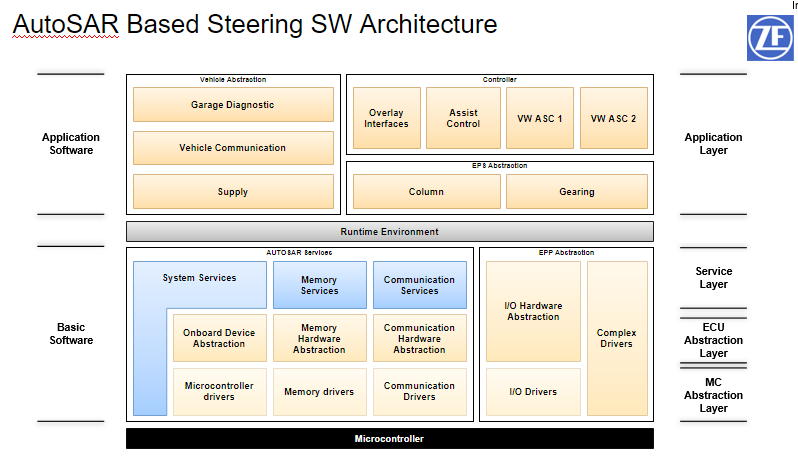 Ir
AutoSAR Based Steering SW Architecture
ZF
Vehicle Abstraction
Controller
Application
Software
Garage Diagnostic
Vehicle Communication
Supply
Overlay
Interfaces
Assist
Control
VW ASC 1
VW ASC 2
EPS Abstraction
Column
Gearing
Application
Layer
Runtime Environment
AUTOSAR Services
EPP Abstraction
Basic
Software
System Services
Memory
Services
Communication
Services
Onboard Device
Abstraction
Memory
Hardware
Abstraction
Communication
Hardware
Abstraction
Microcontroller
drivers
Memory drivers
Communication
Drivers
I/O Hardware
Abstraction
I/O Drivers
Complex
Drivers
Service
Layer
ECU
Abstraction
Layer
MC
Abstraction
Layer
Microcontroller